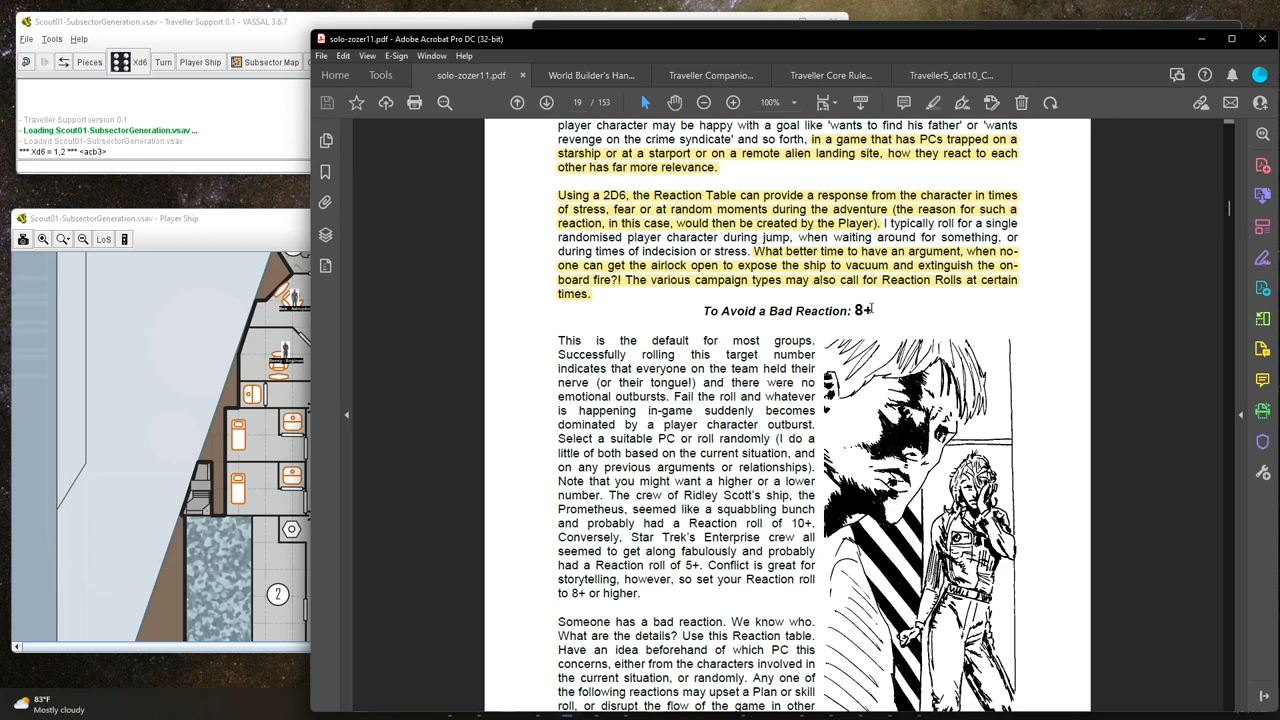 Scout01-SubsectorGeneration.vsav - Traveller Support 0.1 - VASSAL 3.6.7
File Tools Help
Pieces Xd6 Turn Player Ship Subsector Map
- Traveller Support version 0.1
- Loading Scout01-SubsectorGeneration.vsav ...
- Loaded Scout01-SubsectorGeneration.vsav
*** Xd6 = 1,2 *** <acb3>
Scout01-SubsectorGeneration.vsav - Player Ship
LoS
2
83°F
Mostly cloudy
solo-zozer11.pdf - Adobe Acrobat Pro DC (32-bit)
File Edit View E-Sign Window Help
Home Tools solo-zozer11.pdf × World Builder's Han... Traveller Companio... Traveller Core Rule... Traveller5_dot10_C...
19 / 153 100%
player character may be happy with a goal like 'wants to find his father' or 'wants
revenge on the crime syndicate' and so forth, in a game that has PCs trapped on a
starship or at a starport or on a remote alien landing site, how they react to each
other has far more relevance.
Using a 2D6, the Reaction Table can provide a response from the character in times
of stress, fear or at random moments during the adventure (the reason for such a
reaction, in this case, would then be created by the Player). I typically roll for a single
randomised player character during jump, when waiting around for something, or
during times of indecision or stress. What better time to have an argument, when no-
one can get the airlock open to expose the ship to vacuum and extinguish the on-
board fire?! The various campaign types may also call for Reaction Rolls at certain
times.
To Avoid a Bad Reaction: 8+
This is the default for most groups.
Successfully rolling this target number
indicates that everyone on the team held their
nerve (or their tongue!) and there were no
emotional outbursts. Fail the roll and whatever
is happening in-game suddenly becomes
dominated by a player character outburst.
Select a suitable PC or roll randomly (I do a
little of both based on the current situation, and
on any previous arguments or relationships).
Note that you might want a higher or a lower
number. The crew of Ridley Scott's ship, the
Prometheus, seemed like a squabbling bunch
and probably had a Reaction roll of 10+.
Conversely, Star Trek's Enterprise crew all
seemed to get along fabulously and probably
had a Reaction roll of 5+. Conflict is great for
storytelling, however, so set your Reaction roll
to 8+ or higher.
Someone has a bad reaction. We know who.
What are the details? Use this Reaction table.
Have an idea beforehand of which PC this
concerns, either from the characters involved in
the current situation, or randomly. Any one of
the following reactions may upset a Plan or skill
roll, or disrupt the flow of the game in other